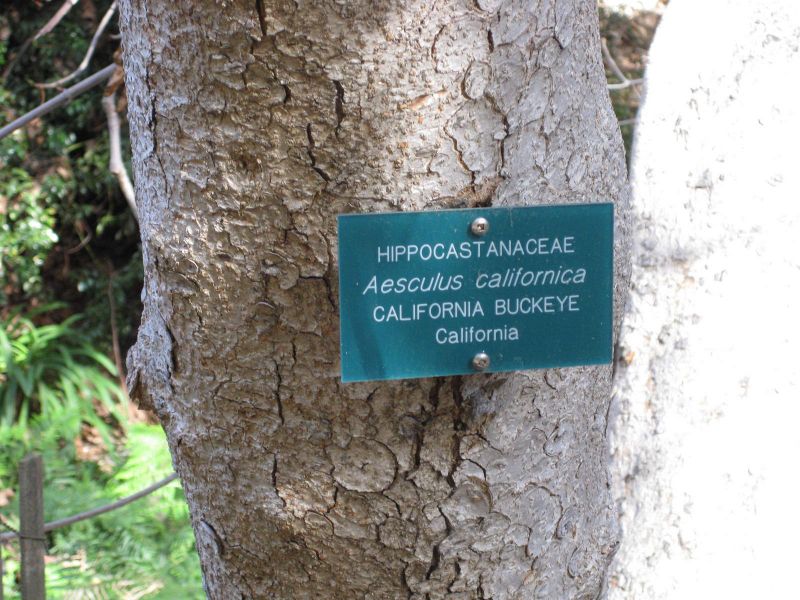 HIPPOCASTANACEAE
Aesculus californica
CALIFORNIA BUCKEYE
California